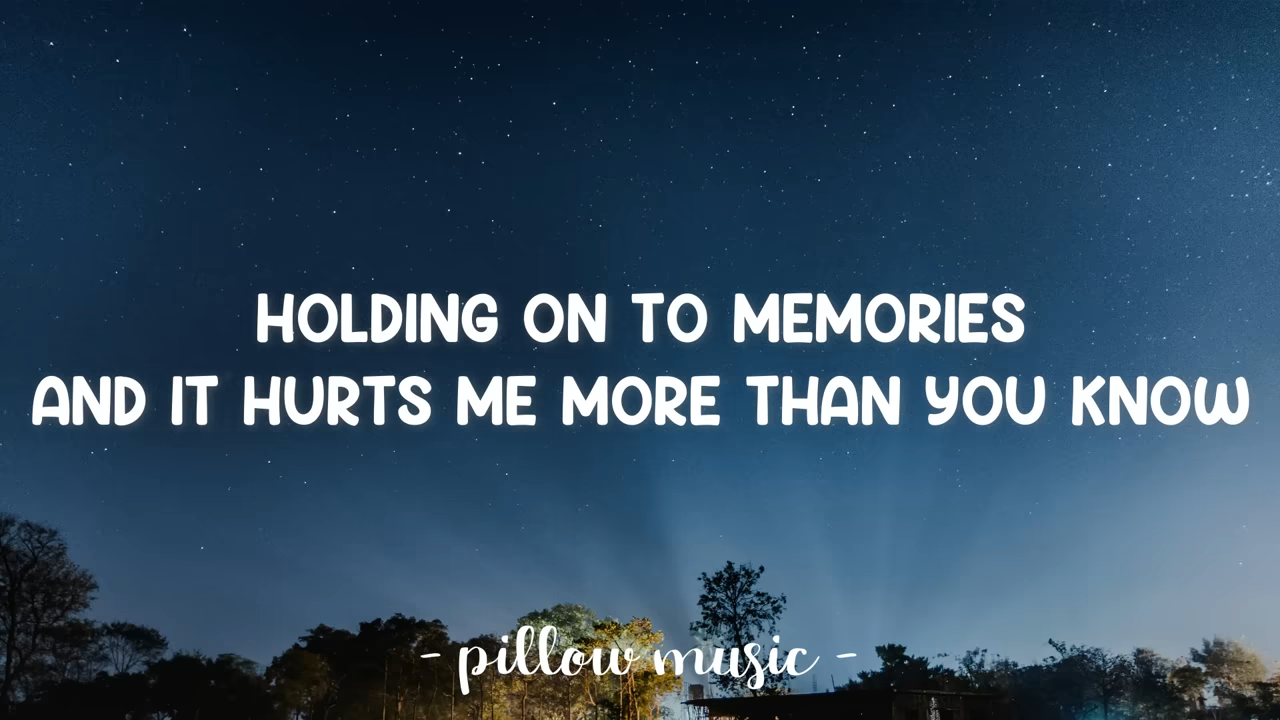 HOLDING ON TO MEMORIES
AND IT HURTS ME MORE THAN YOU KNOW
- pillow music -